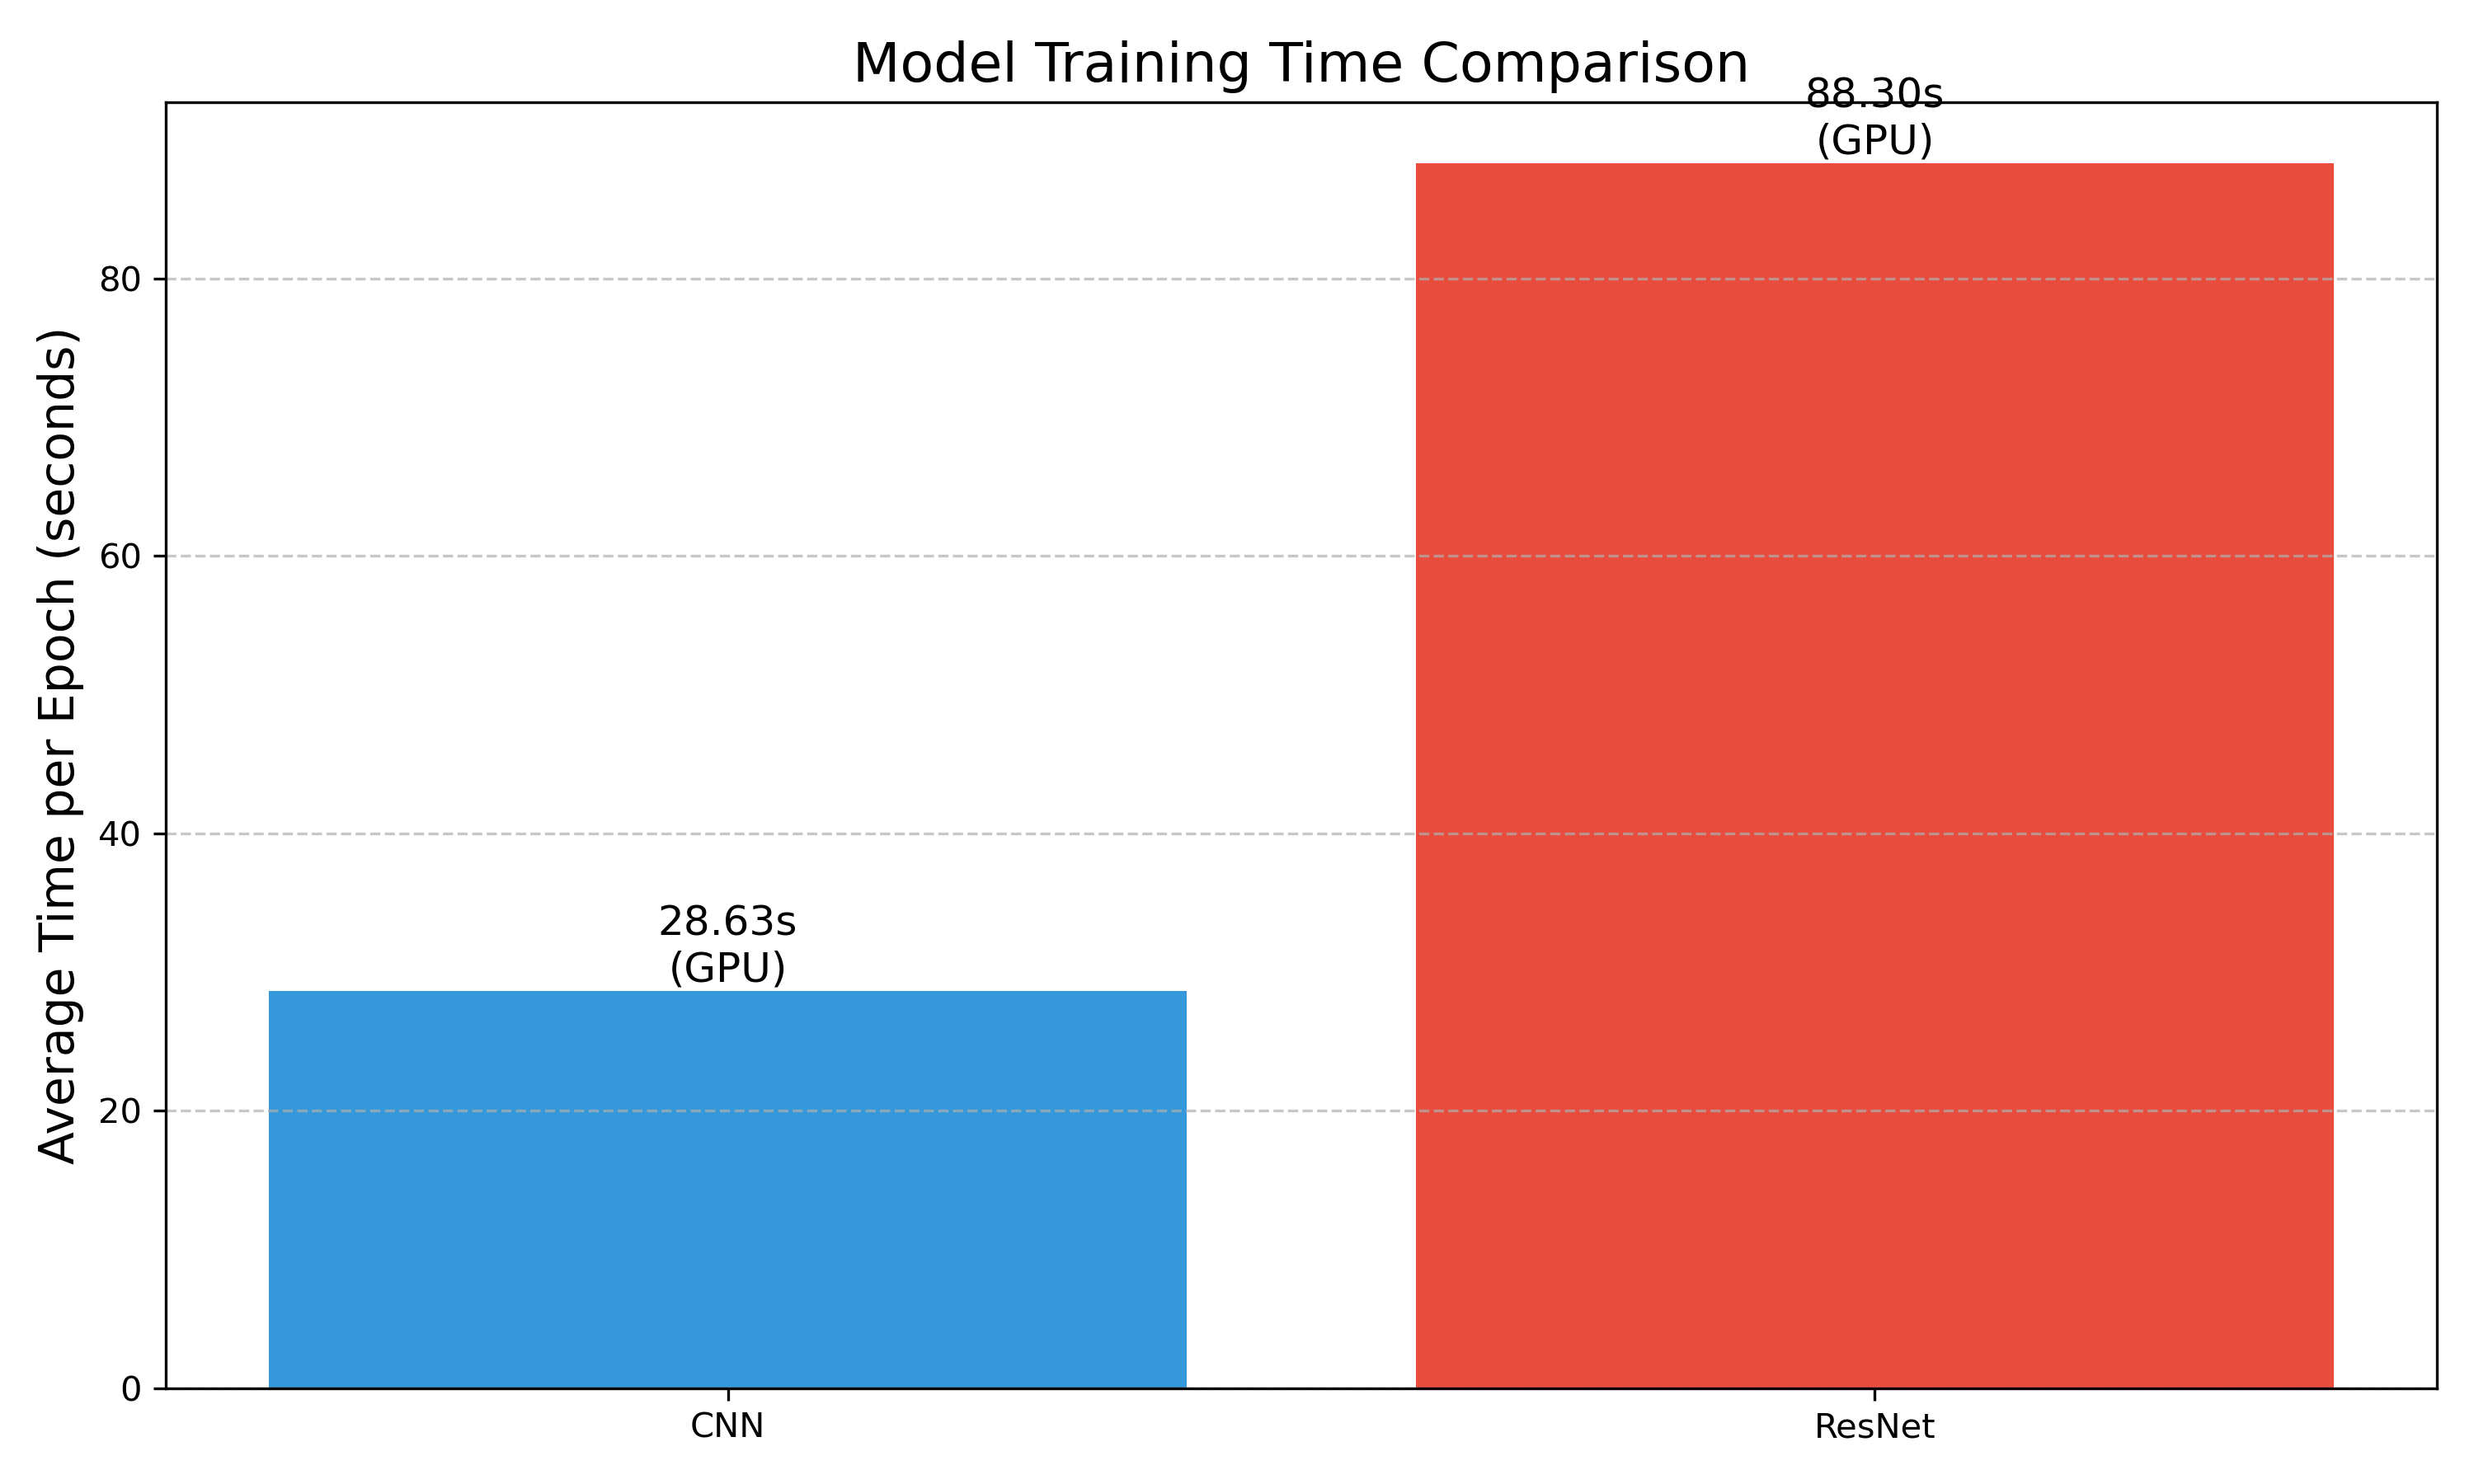 Model Training Time Comparison
88.30s
(GPU)
80
60
40
20
0
Average Time per Epoch (seconds)
28.63s
(GPU)
CNN
ResNet